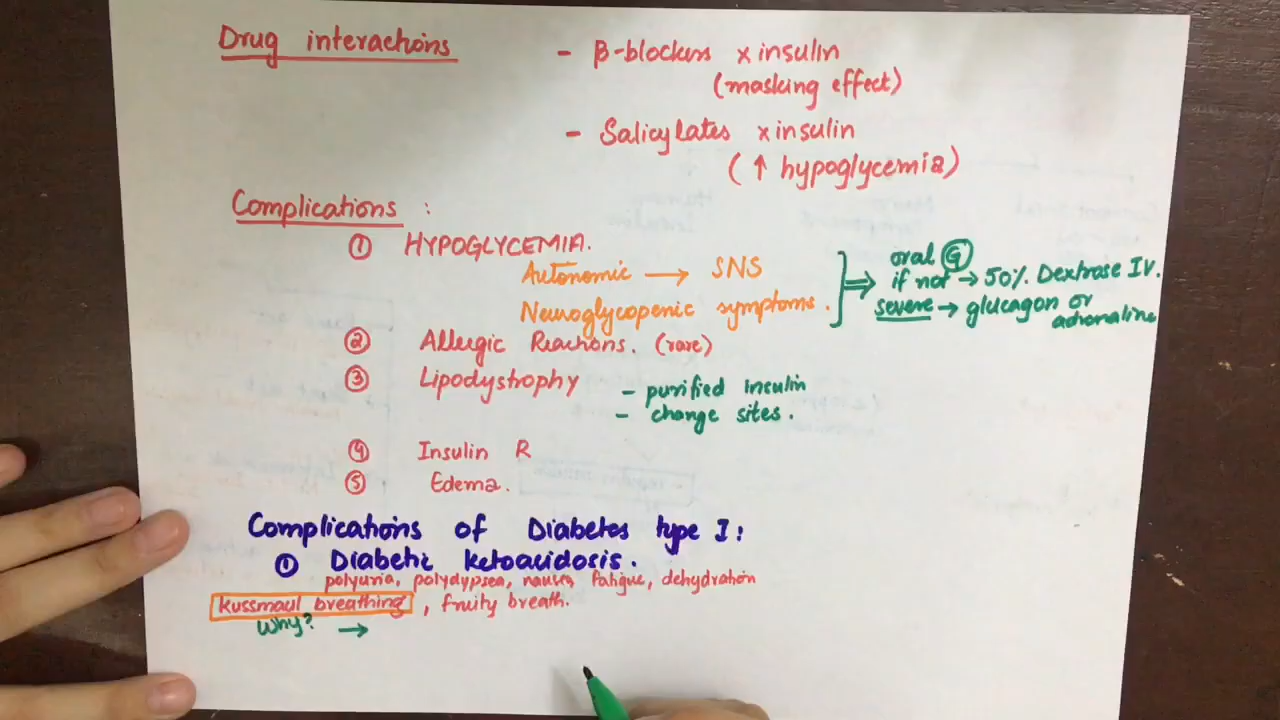 Drug interactions
- β-blockers x insulin
(masking effect)
- Salicylates x insulin
(↑ hypoglycemia)
Complications :
① HYPOGLYCEMIA.
Autonomic → SNS
Neuroglycopenic symptoms.
oral G
if not → 50% Dextrose IV.
severe → glucagon or
adrenaline
② Allergic Reactions. (rare)
③ Lipodystrophy
- purified insulin
- change sites.
④ Insulin R
⑤ Edema.
Complications of Diabetes type I:
① Diabetic ketoacidosis.
polyuria, polydypsea, nausea, fatigue, dehydration
kussmaul breathing, fruity breath.
Why? →